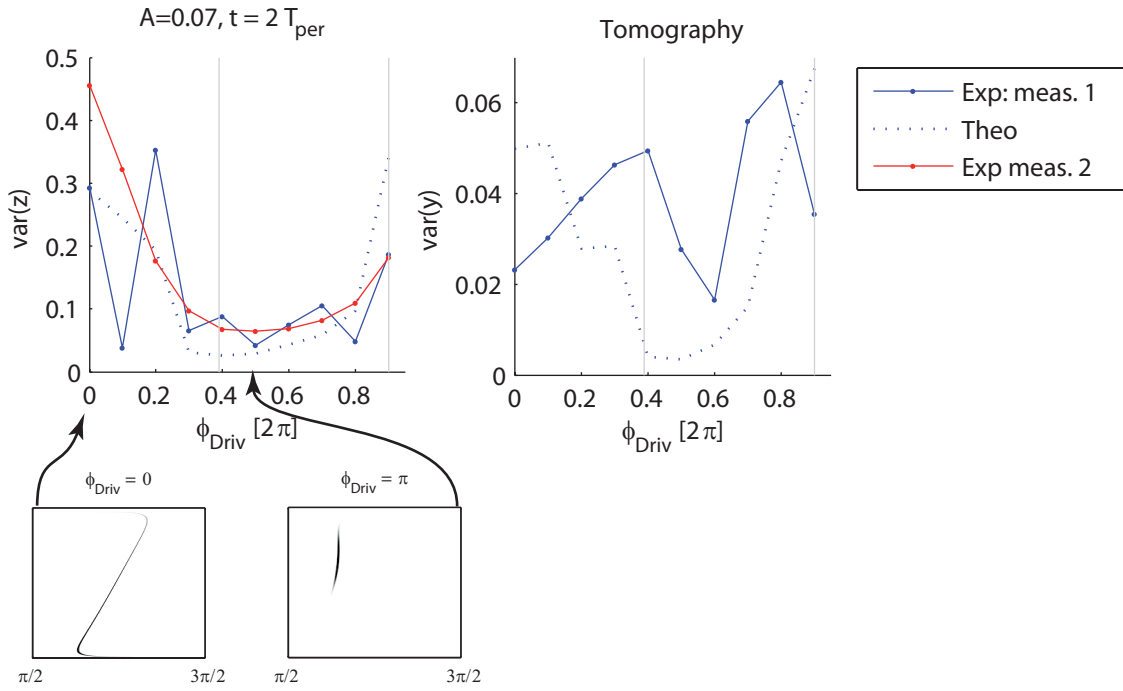 A=0.07, t = 2 T_per
Tomography
var(z)
0.5
0.4
0.3
0.2
0.1
0
0 0.2 0.4 0.6 0.8
ϕ_Driv [2π]
var(y)
0.06
0.04
0.02
0
0 0.2 0.4 0.6 0.8
ϕ_Driv [2π]
Exp: meas. 1
Theo
Exp meas. 2
ϕ_Driv = 0
π/2 3π/2
ϕ_Driv = π
π/2 3π/2